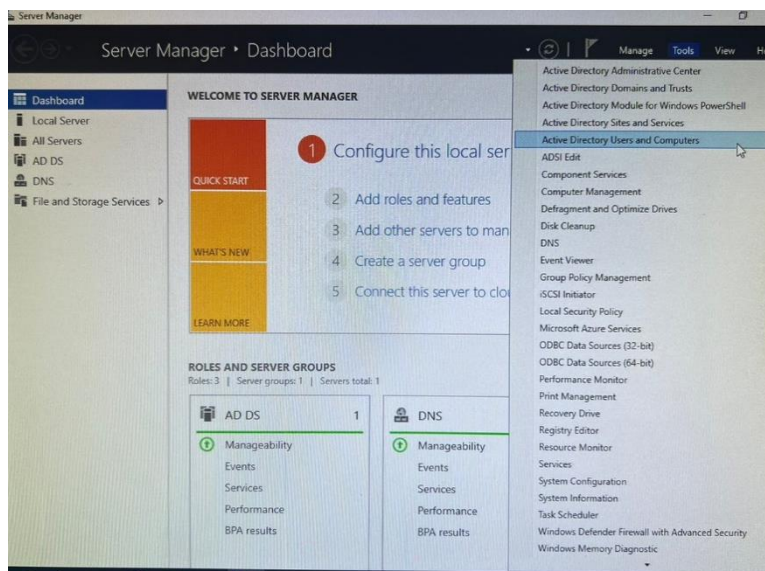 Server Manager
Server Manager • Dashboard
Manage Tools View
Dashboard
Local Server
All Servers
AD DS
DNS
File and Storage Services
WELCOME TO SERVER MANAGER
QUICK START
WHAT'S NEW
LEARN MORE
1 Configure this local ser
2 Add roles and features
3 Add other servers to man
4 Create a server group
5 Connect this server to clo
ROLES AND SERVER GROUPS
Roles: 3 | Server groups: 1 | Servers total: 1
AD DS 1
Manageability
Events
Services
Performance
BPA results
DNS
Manageability
Events
Services
Performance
BPA results
Active Directory Administrative Center
Active Directory Domains and Trusts
Active Directory Module for Windows PowerShell
Active Directory Sites and Services
Active Directory Users and Computers
ADSI Edit
Component Services
Computer Management
Defragment and Optimize Drives
Disk Cleanup
DNS
Event Viewer
Group Policy Management
iSCSI Initiator
Local Security Policy
Microsoft Azure Services
ODBC Data Sources (32-bit)
ODBC Data Sources (64-bit)
Performance Monitor
Print Management
Recovery Drive
Registry Editor
Resource Monitor
Services
System Configuration
System Information
Task Scheduler
Windows Defender Firewall with Advanced Security
Windows Memory Diagnostic